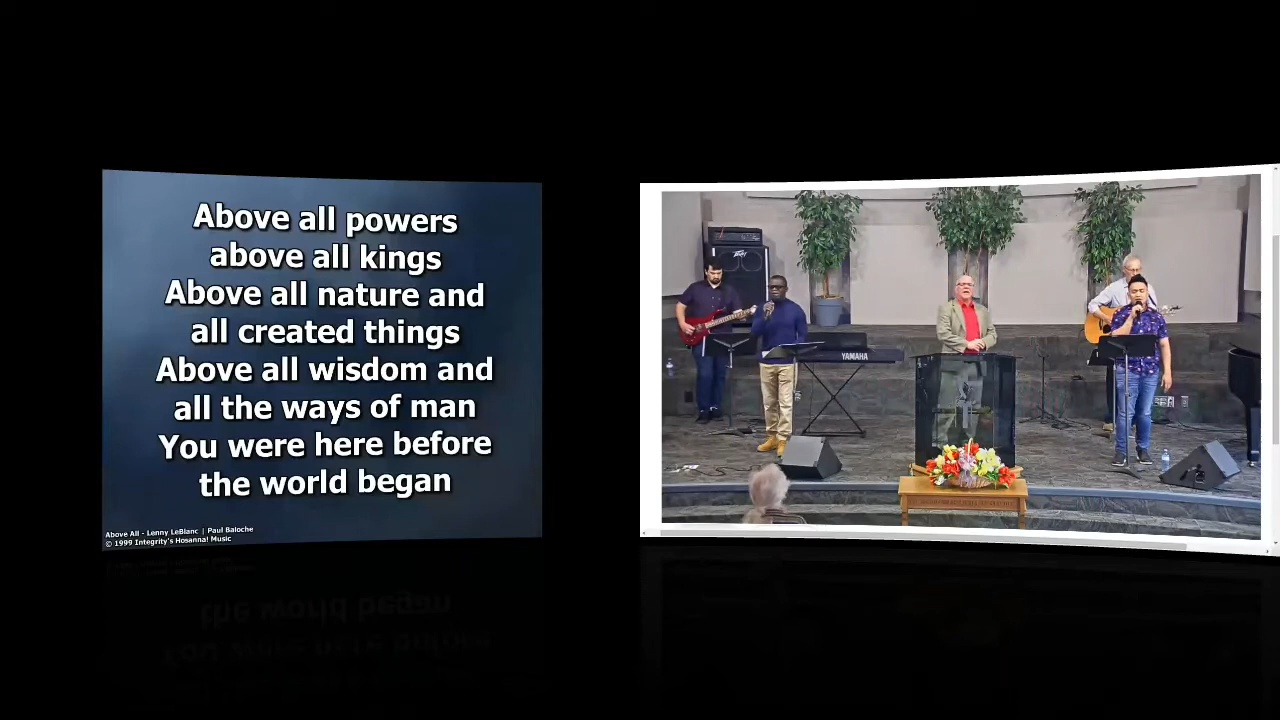 Above all powers
above all kings
Above all nature and
all created things
Above all wisdom and
all the ways of man
You were here before
the world began
Above All - Lenny LeBlanc | Paul Baloche
© 1999 Integrity's Hosanna! Music
PEAVEY
YAMAHA